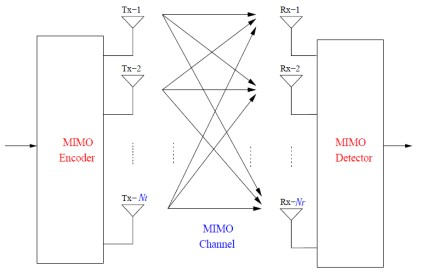 Tx−1
Rx−1
Tx−2
Rx−2
MIMO
Encoder
MIMO
Detector
Tx−Nt
Rx−Nr
MIMO
Channel